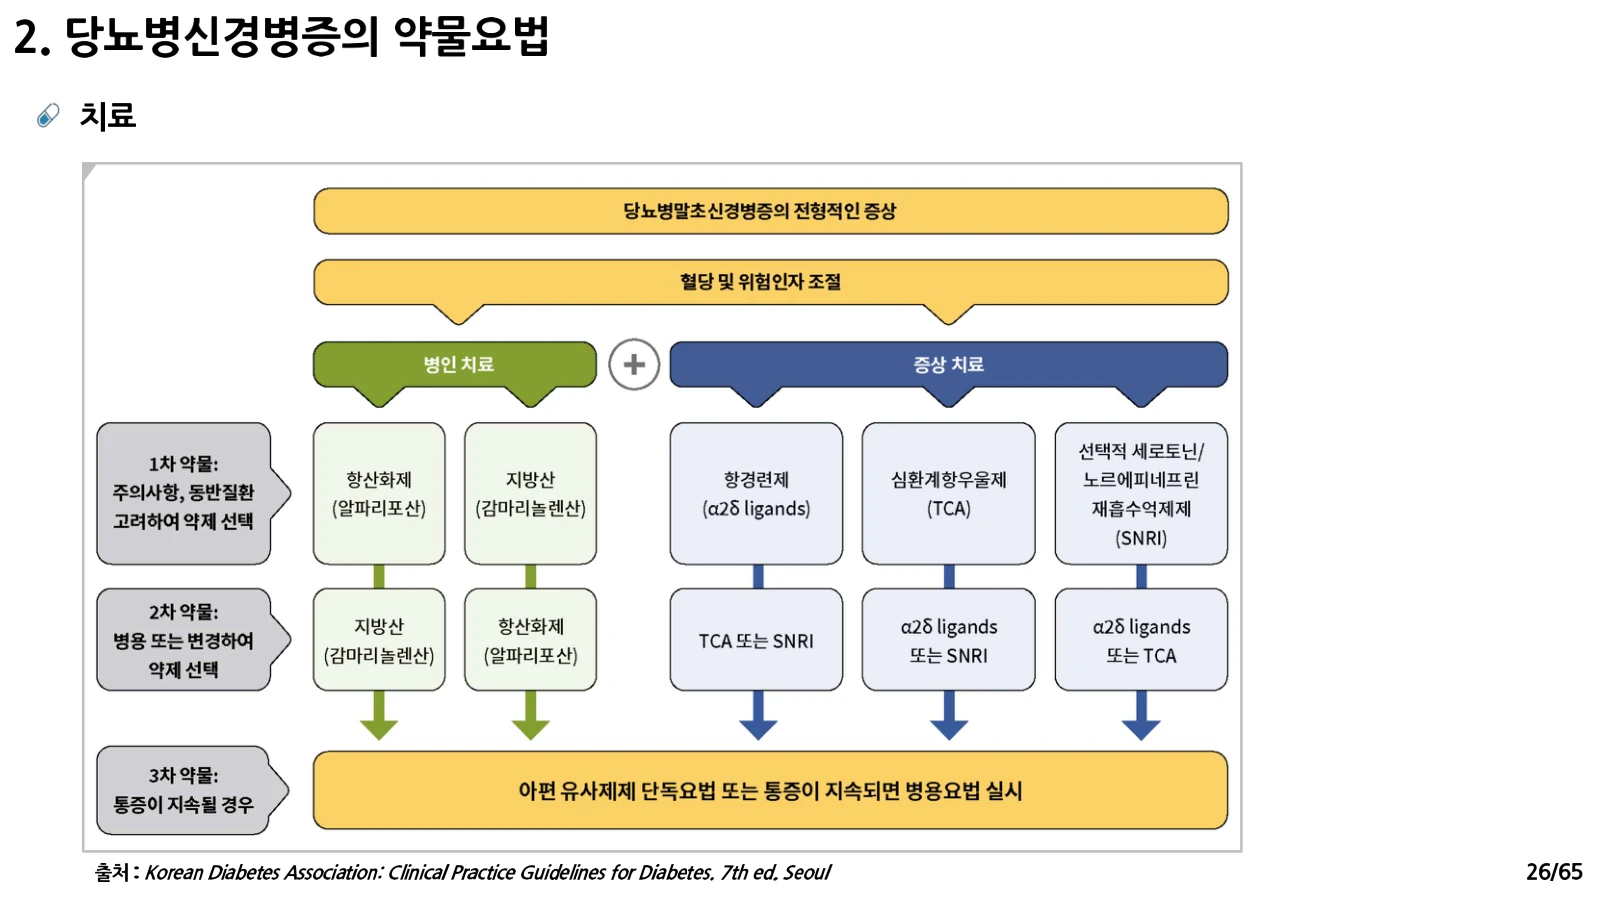 2. 당뇨병신경병증의 약물요법
치료
당뇨병말초신경병증의 전형적인 증상
혈당 및 위험인자 조절
병인 치료
증상 치료
1차 약물:
주의사항, 동반질환
고려하여 약제 선택
항산화제
(알파리포산)
지방산
(감마리놀렌산)
항경련제
(α2δ ligands)
심환계항우울제
(TCA)
선택적 세로토닌/
노르에피네프린
재흡수억제제
(SNRI)
2차 약물:
병용 또는 변경하여
약제 선택
지방산
(감마리놀렌산)
항산화제
(알파리포산)
TCA 또는 SNRI
α2δ ligands
또는 SNRI
α2δ ligands
또는 TCA
3차 약물:
통증이 지속될 경우
아편 유사제제 단독요법 또는 통증이 지속되면 병용요법 실시
출처 : Korean Diabetes Association: Clinical Practice Guidelines for Diabetes. 7th ed. Seoul
26/65